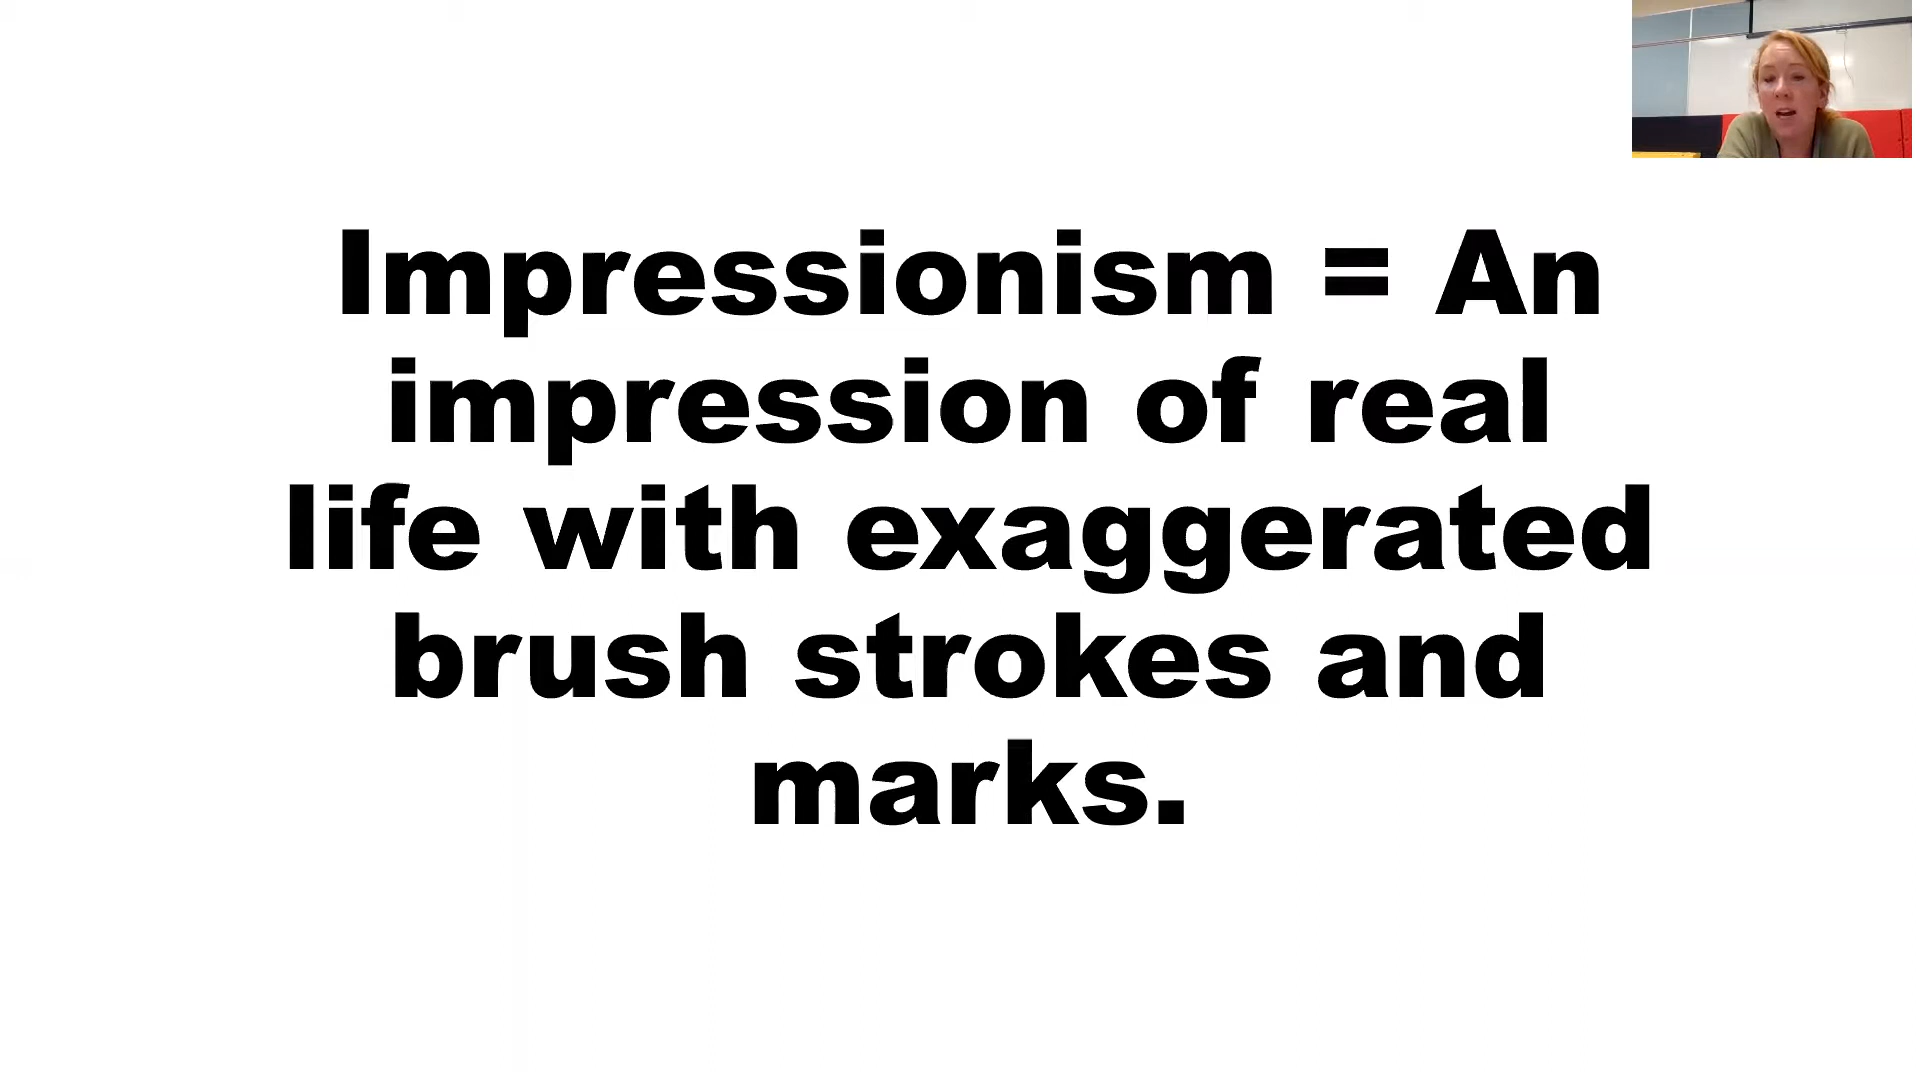 Impressionism = An
impression of real
life with exaggerated
brush strokes and
marks.